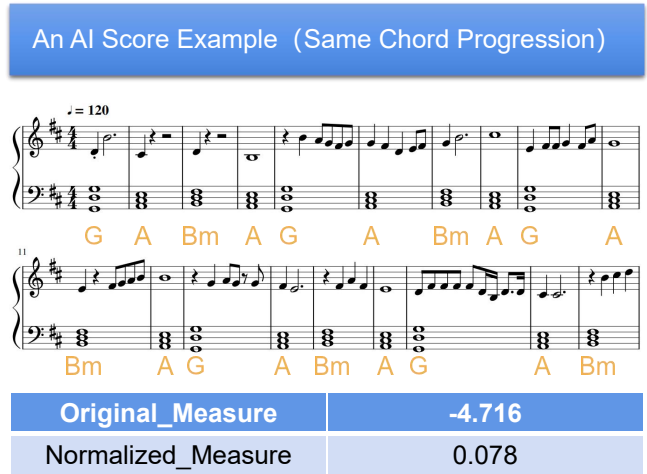 An AI Score Example（Same Chord Progression）
♩ = 120
4 4
4 4
G A Bm A G A Bm A G A
11
Bm A G A Bm A G A Bm
Original_Measure -4.716
Normalized_Measure 0.078